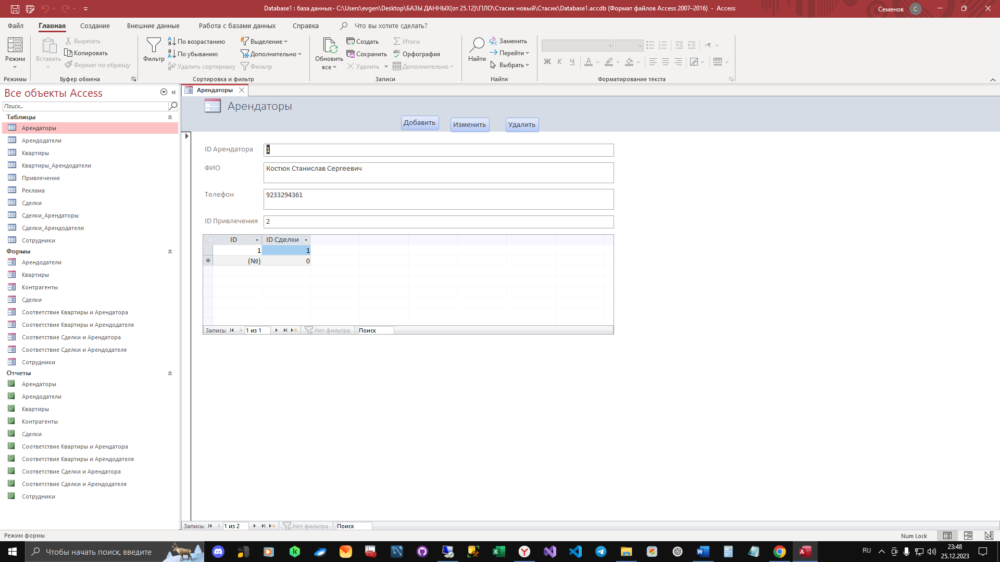 Database1 : база данных- C:\Users\evgen\Desktop\БАЗЫ ДАННЫХ(от 25.12)\ПЛО\Стасик новый\Стасик\Database1.accdb (Формат файлов Access 2007–2016) - Access
Семенов С
Файл Главная Создание Внешние данные Работа с базами данных Справка Что вы хотите сделать?
Режим
Режимы
Вставить
Вырезать
Копировать
Формат по образцу
Буфер обмена
Фильтр
По возрастанию
По убыванию
Удалить сортировку
Выделение
Дополнительно
Фильтр
Сортировка и фильтр
Обновить все
Создать
Сохранить
Удалить
Итоги
Орфография
Дополнительно
Записи
Найти
Заменить
Перейти
Выбрать
Найти
Ж К Ч А
Форматирование текста
Все объекты Access
Поиск...
Таблицы
Арендаторы
Арендодатели
Квартиры
Квартиры_Арендодатели
Привлечение
Реклама
Сделки
Сделки_Арендаторы
Сделки_Арендодатели
Сотрудники
Формы
Арендодатели
Квартиры
Контрагенты
Сделки
Соответствие Квартиры и Арендатора
Соответствие Квартиры и Арендодателя
Соответствие Сделки и Арендатора
Соответствие Сделки и Арендодателя
Сотрудники
Отчеты
Арендаторы
Арендодатели
Квартиры
Контрагенты
Сделки
Соответствие Квартиры и Арендатора
Соответствие Квартиры и Арендодателя
Соответствие Сделки и Арендатора
Соответствие Сделки и Арендодателя
Сотрудники
Арендаторы
Арендаторы
Добавить Изменить Удалить
ID Арендатора 1
ФИО Костюк Станислав Сергеевич
Телефон 9233294361
ID Привлечения 2
ID ID Сделки
1 1
(№) 0
Запись: 1 из 1 Нет фильтра Поиск
Запись: 1 из 2 Нет фильтра Поиск
Режим формы Num Lock
Чтобы начать поиск, введите
RU 23:48
25.12.2023